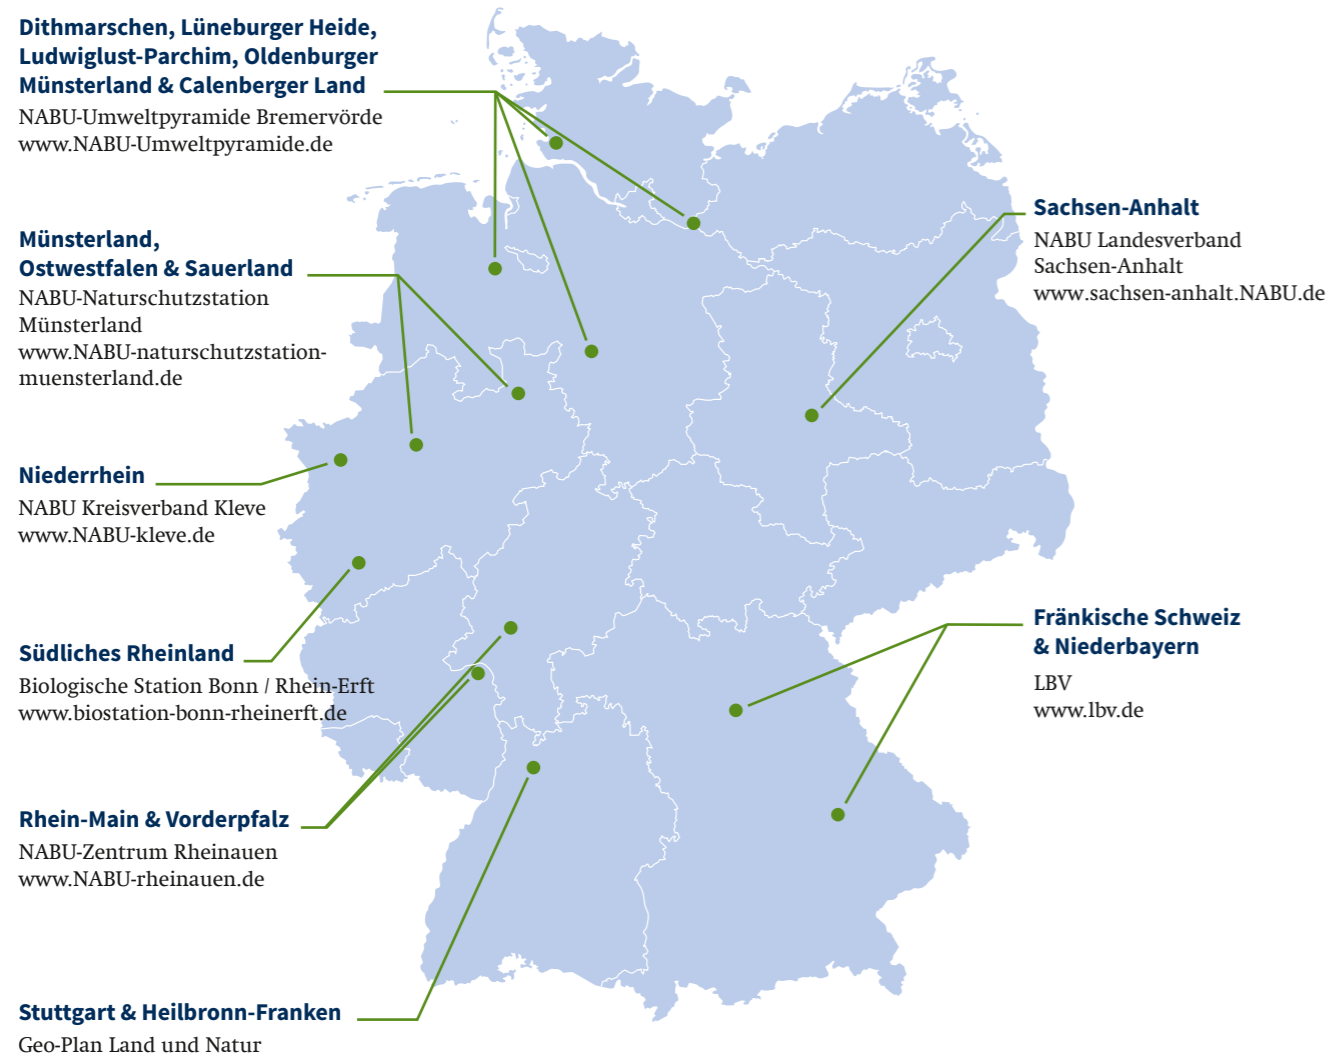 Dithmarschen, Lüneburger Heide,
Ludwiglust-Parchim, Oldenburger
Münsterland & Calenberger Land
NABU-Umweltpyramide Bremervörde
www.NABU-Umweltpyramide.de
Münsterland,
Ostwestfalen & Sauerland
NABU-Naturschutzstation
Münsterland
www.NABU-naturschutzstation-
muensterland.de
Niederrhein
NABU Kreisverband Kleve
www.NABU-kleve.de
Südliches Rheinland
Biologische Station Bonn / Rhein-Erft
www.biostation-bonn-rheinerft.de
Rhein-Main & Vorderpfalz
NABU-Zentrum Rheinauen
www.NABU-rheinauen.de
Stuttgart & Heilbronn-Franken
Geo-Plan Land und Natur
Sachsen-Anhalt
NABU Landesverband
Sachsen-Anhalt
www.sachsen-anhalt.NABU.de
Fränkische Schweiz
& Niederbayern
LBV
www.lbv.de